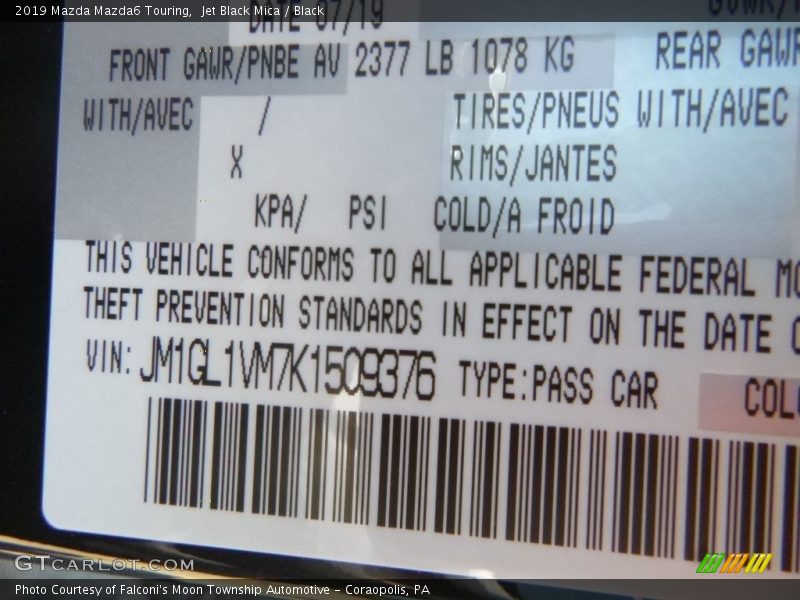 2019 Mazda Mazda6 Touring,  Jet Black Mica / Black
DATE 07/19
FRONT GAWR/PNBE AV 2377 LB 1078 KG REAR GAWR
WITH/AVEC / TIRES/PNEUS WITH/AVEC
X RIMS/JANTES
KPA/ PSI COLD/A FROID
THIS VEHICLE CONFORMS TO ALL APPLICABLE FEDERAL
THEFT PREVENTION STANDARDS IN EFFECT ON THE DATE
VIN: JM1GL1VM7K1509376 TYPE:PASS CAR
GTCARLOT.COM
Photo Courtesy of Falconi's Moon Township Automotive – Coraopolis, PA